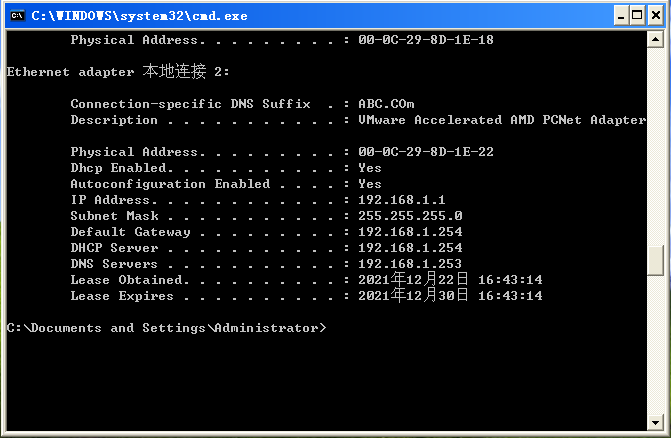 C:\WINDOWS\system32\cmd.exe
Physical Address. . . . . . . . . : 00-0C-29-8D-1E-18
Ethernet adapter 本地连接 2:
Connection-specific DNS Suffix  . : ABC.COm
Description . . . . . . . . . . . : VMware Accelerated AMD PCNet Adapter
Physical Address. . . . . . . . . : 00-0C-29-8D-1E-22
Dhcp Enabled. . . . . . . . . . . : Yes
Autoconfiguration Enabled . . . . : Yes
IP Address. . . . . . . . . . . . : 192.168.1.1
Subnet Mask . . . . . . . . . . . : 255.255.255.0
Default Gateway . . . . . . . . . : 192.168.1.254
DHCP Server . . . . . . . . . . . : 192.168.1.254
DNS Servers . . . . . . . . . . . : 192.168.1.253
Lease Obtained. . . . . . . . . . : 2021年12月22日 16:43:14
Lease Expires . . . . . . . . . . : 2021年12月30日 16:43:14
C:\Documents and Settings\Administrator>